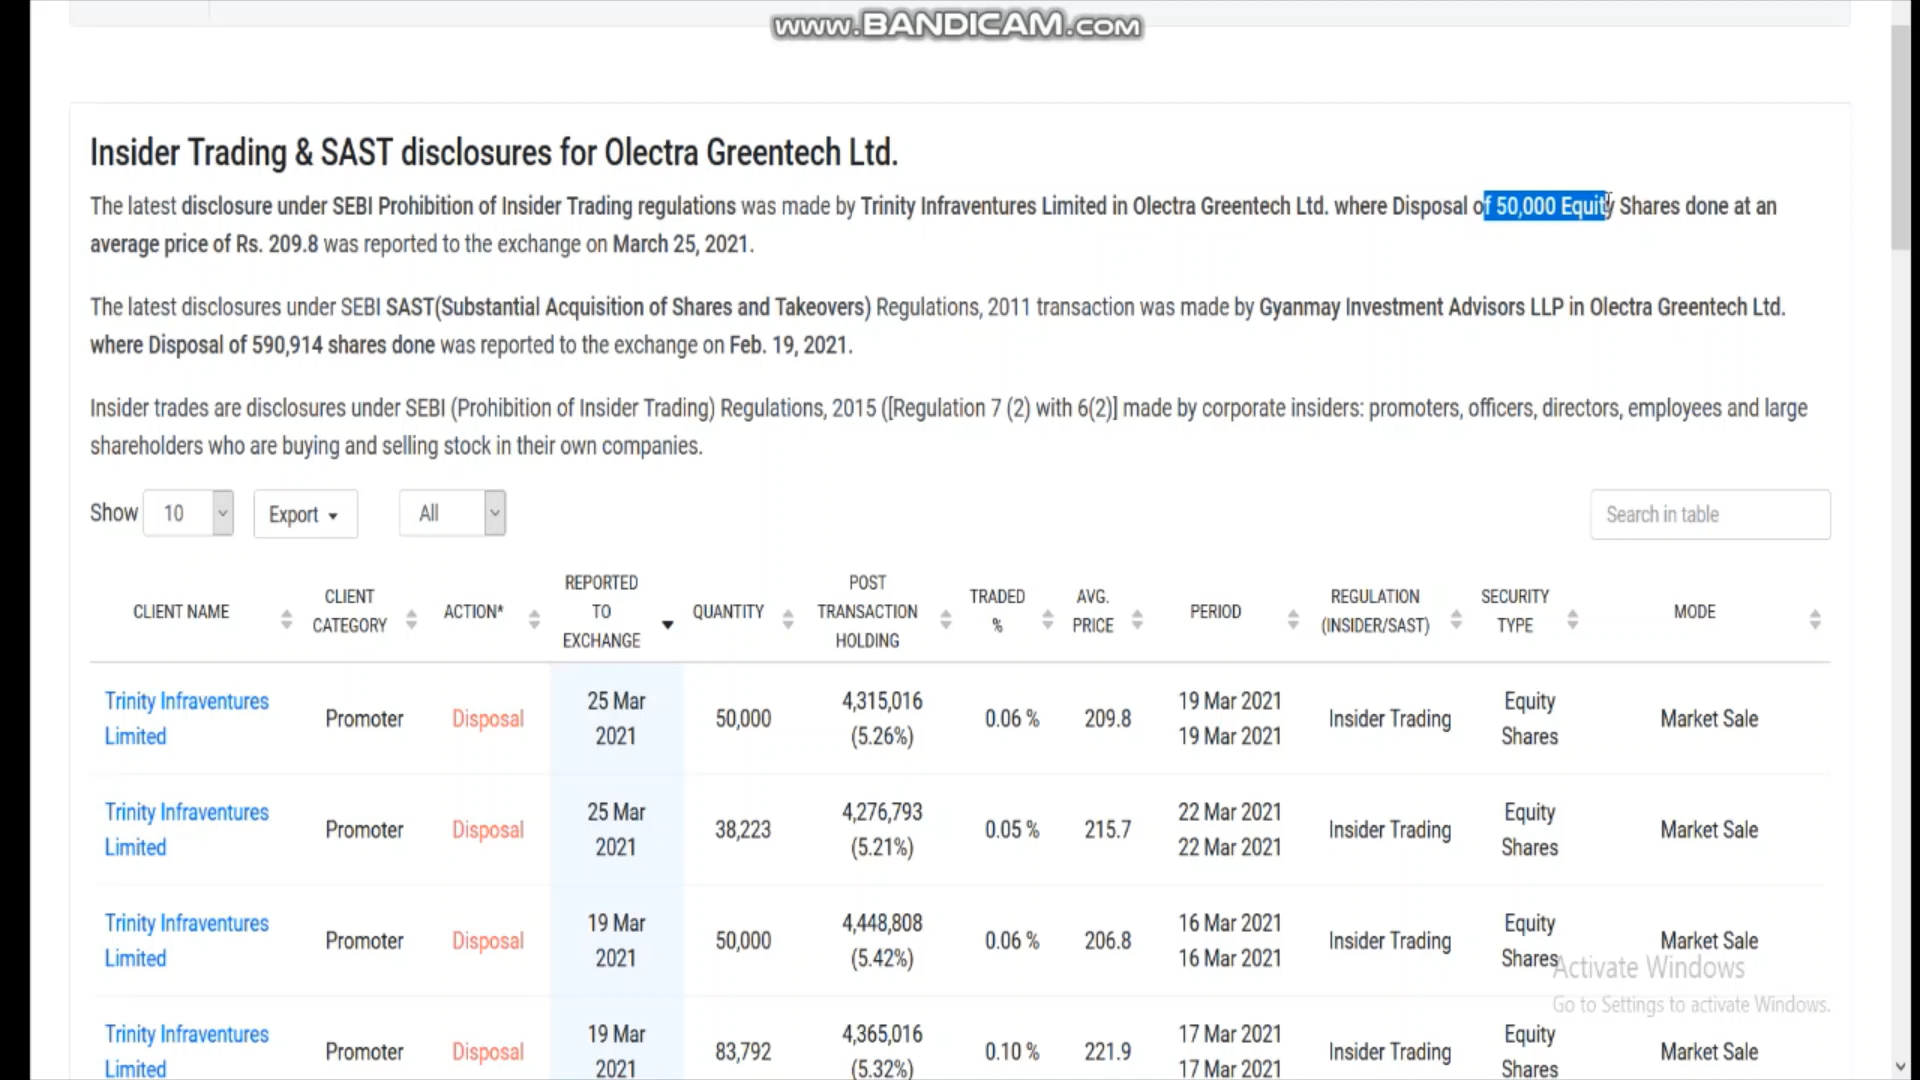 www.BANDICAM.com
Insider Trading & SAST disclosures for Olectra Greentech Ltd.
The latest disclosure under SEBI Prohibition of Insider Trading regulations was made by Trinity Infraventures Limited in Olectra Greentech Ltd. where Disposal of 50,000 Equity Shares done at an
average price of Rs. 209.8 was reported to the exchange on March 25, 2021.
The latest disclosures under SEBI SAST(Substantial Acquisition of Shares and Takeovers) Regulations, 2011 transaction was made by Gyanmay Investment Advisors LLP in Olectra Greentech Ltd.
where Disposal of 590,914 shares done was reported to the exchange on Feb. 19, 2021.
Insider trades are disclosures under SEBI (Prohibition of Insider Trading) Regulations, 2015 ([Regulation 7 (2) with 6(2)] made by corporate insiders: promoters, officers, directors, employees and large
shareholders who are buying and selling stock in their own companies.
Show 10 Export All Search in table
CLIENT NAME CLIENT CATEGORY ACTION* REPORTED TO EXCHANGE QUANTITY POST TRANSACTION HOLDING TRADED % AVG. PRICE PERIOD REGULATION (INSIDER/SAST) SECURITY TYPE MODE
Trinity Infraventures Limited Promoter Disposal 25 Mar 2021 50,000 4,315,016 (5.26%) 0.06 % 209.8 19 Mar 2021 19 Mar 2021 Insider Trading Equity Shares Market Sale
Trinity Infraventures Limited Promoter Disposal 25 Mar 2021 38,223 4,276,793 (5.21%) 0.05 % 215.7 22 Mar 2021 22 Mar 2021 Insider Trading Equity Shares Market Sale
Trinity Infraventures Limited Promoter Disposal 19 Mar 2021 50,000 4,448,808 (5.42%) 0.06 % 206.8 16 Mar 2021 16 Mar 2021 Insider Trading Equity Shares Market Sale
Trinity Infraventures Limited Promoter Disposal 19 Mar 2021 83,792 4,365,016 (5.32%) 0.10 % 221.9 17 Mar 2021 17 Mar 2021 Insider Trading Equity Shares Market Sale
Activate Windows
Go to Settings to activate Windows.